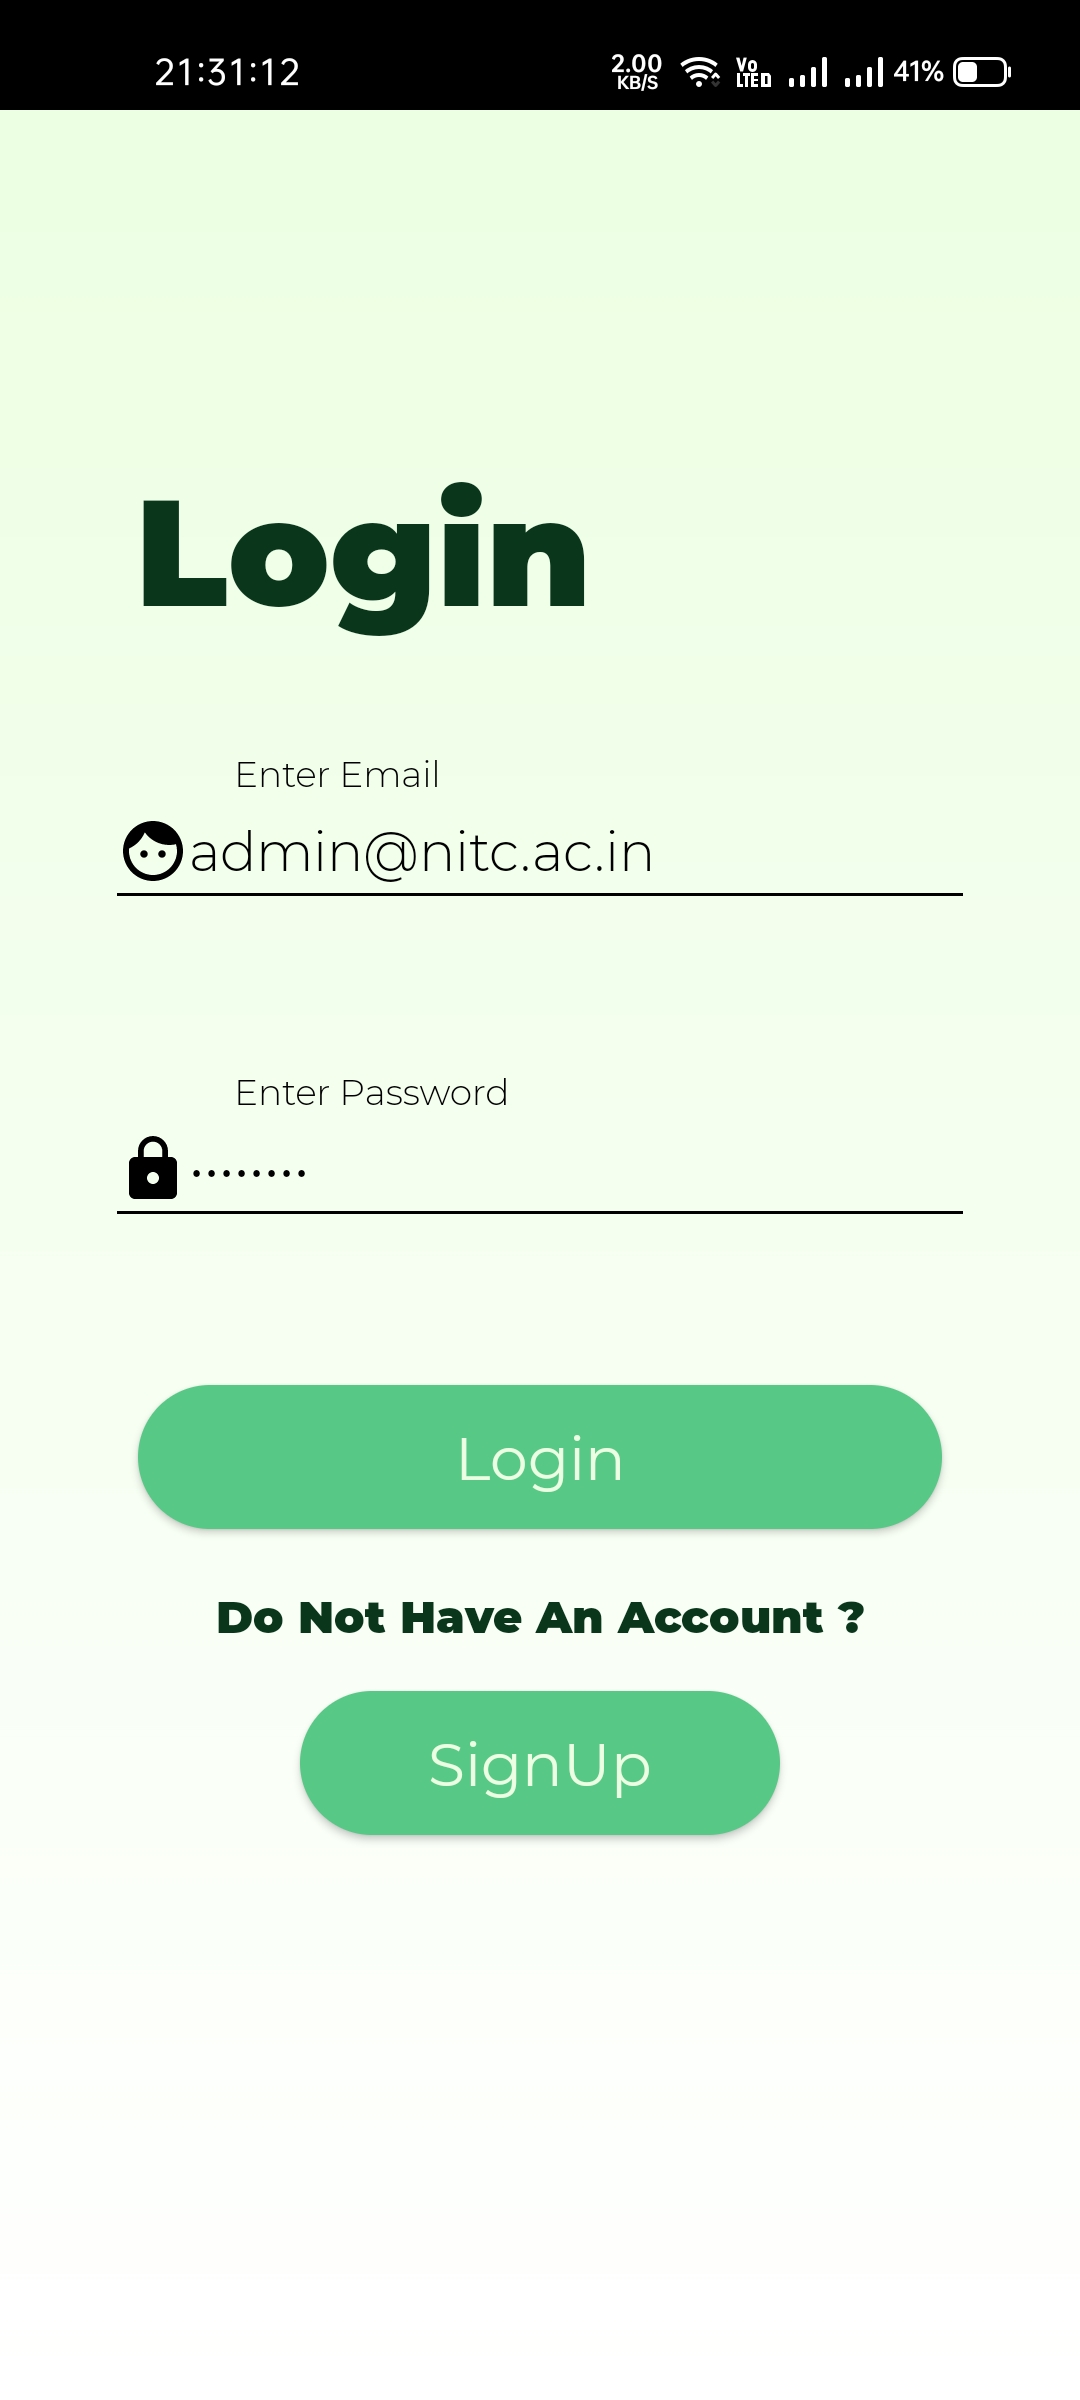 21:31:12 2.00 KB/S Vo LTE D 41%
Login
Enter Email
admin@nitc.ac.in
Enter Password
••••••••
Login
Do Not Have An Account ?
SignUp